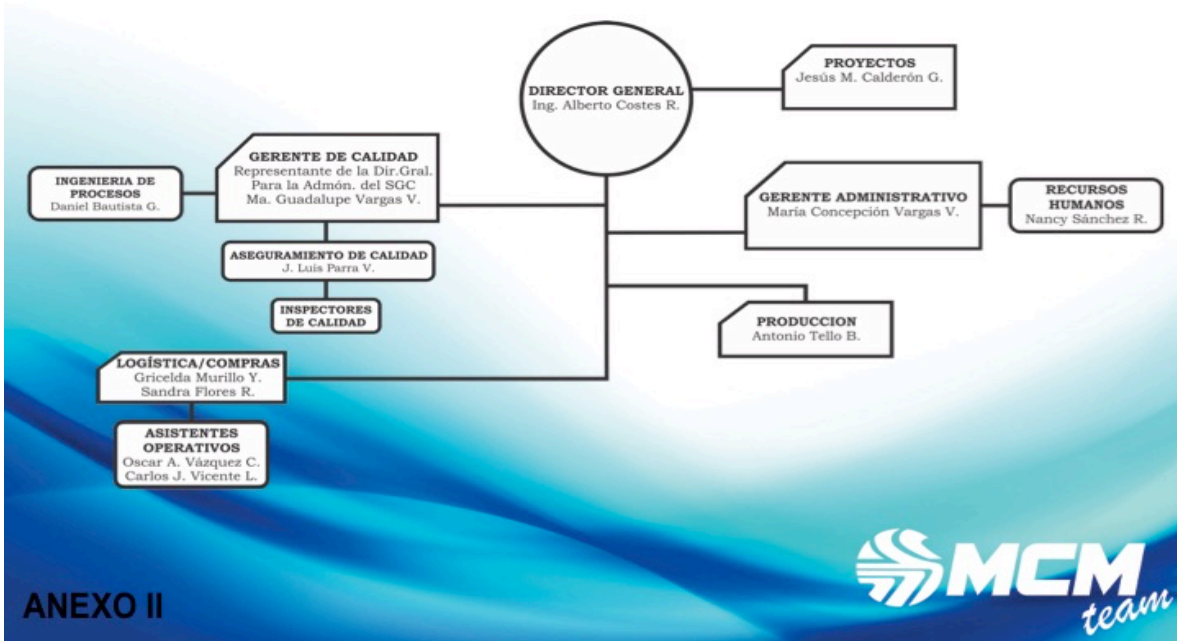 DIRECTOR GENERAL
Ing. Alberto Costes R.
PROYECTOS
Jesús M. Calderón G.
GERENTE DE CALIDAD
Representante de la Dir.Gral.
Para la Admón. del SGC
Ma. Guadalupe Vargas V.
INGENIERIA DE
PROCESOS
Daniel Bautista G.
GERENTE ADMINISTRATIVO
María Concepción Vargas V.
RECURSOS
HUMANOS
Nancy Sánchez R.
ASEGURAMIENTO DE CALIDAD
J. Luis Parra V.
INSPECTORES
DE CALIDAD
PRODUCCION
Antonio Tello B.
LOGÍSTICA/COMPRAS
Gricelda Murillo Y.
Sandra Flores R.
ASISTENTES
OPERATIVOS
Oscar A. Vázquez C.
Carlos J. Vicente L.
ANEXO II
MCM
team